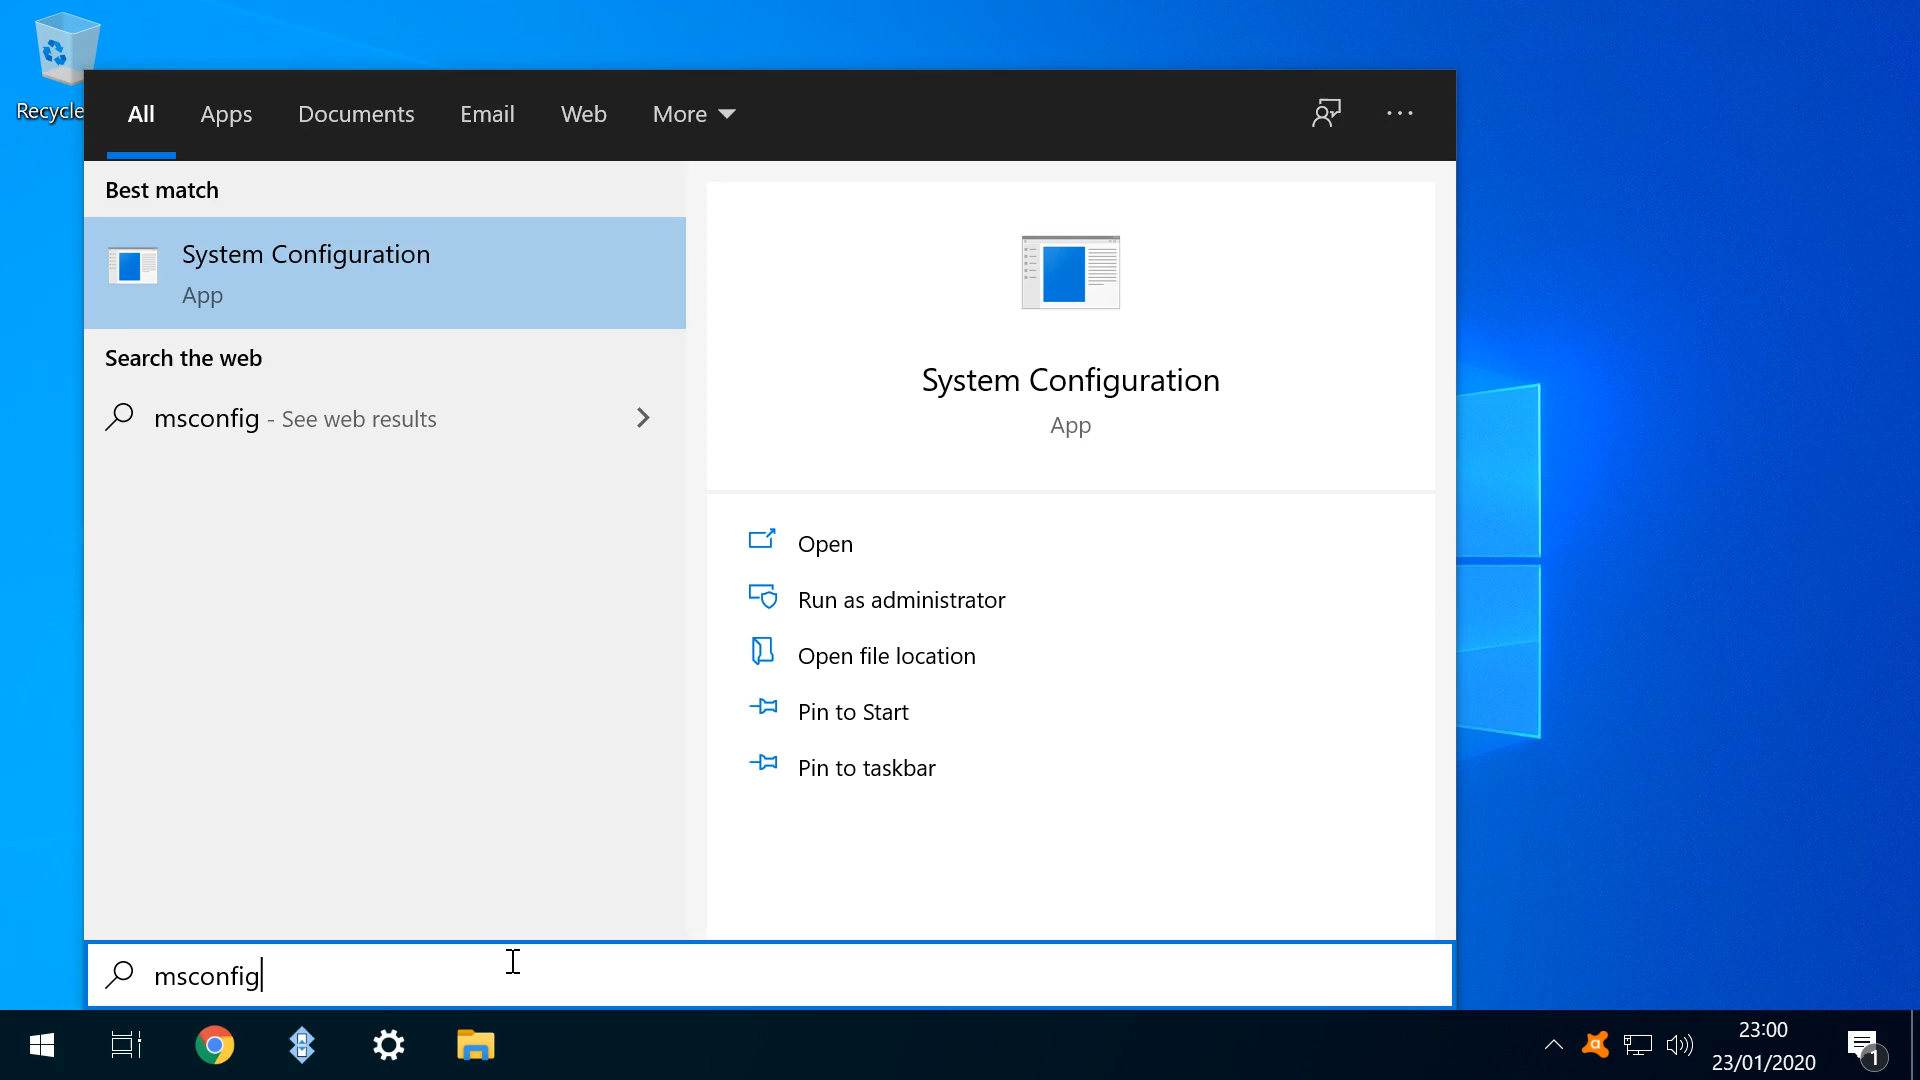 Recycle
All Apps Documents Email Web More
Best match
System Configuration
App
Search the web
msconfig - See web results
System Configuration
App
Open
Run as administrator
Open file location
Pin to Start
Pin to taskbar
msconfig
23:00
23/01/2020
1